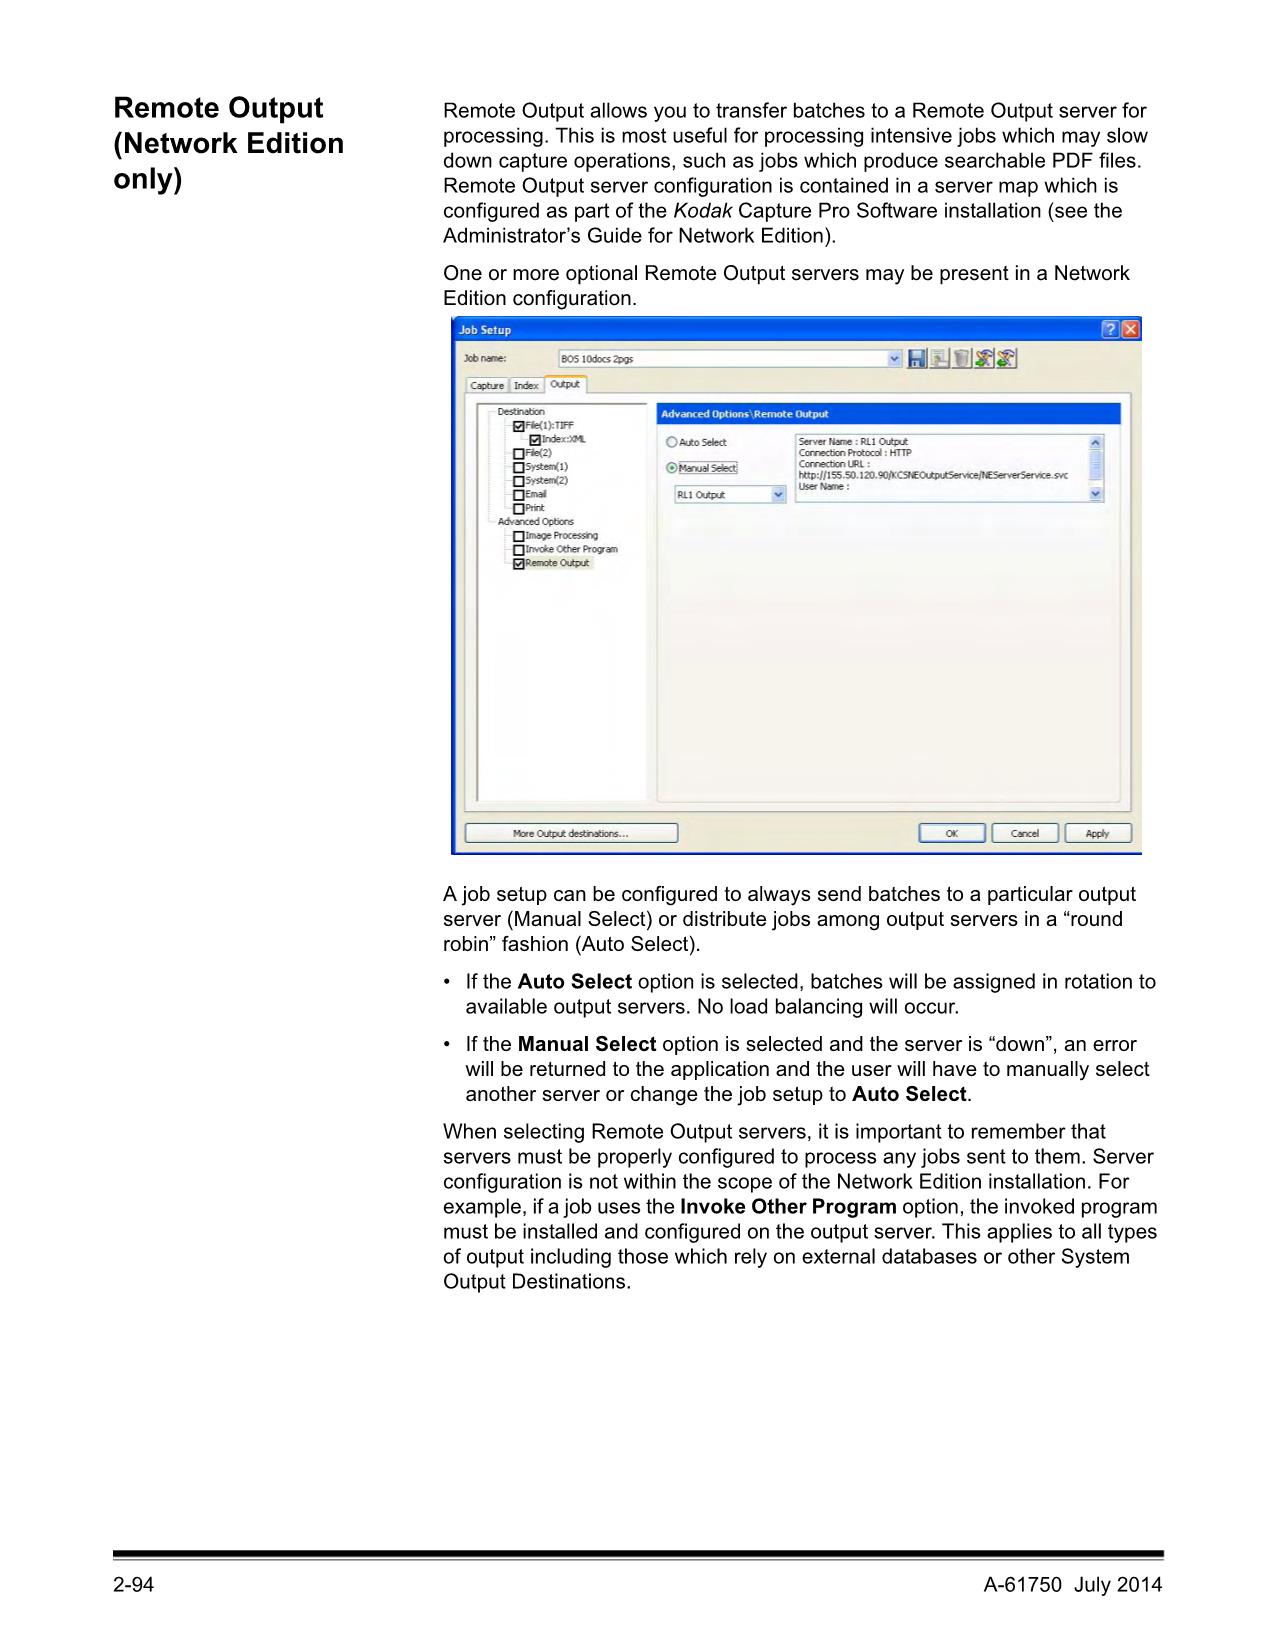 Remote Output
(Network Edition
only)
Remote Output allows you to transfer batches to a Remote Output server for
processing. This is most useful for processing intensive jobs which may slow
down capture operations, such as jobs which produce searchable PDF files.
Remote Output server configuration is contained in a server map which is
configured as part of the Kodak Capture Pro Software installation (see the
Administrator’s Guide for Network Edition).
One or more optional Remote Output servers may be present in a Network
Edition configuration.
Job Setup
Job name: BOS 10docs 2pgs
Capture Index Output
Destination
File(1):TIFF
Index::XML
File(2)
System(1)
System(2)
Email
Print
Advanced Options
Image Processing
Invoke Other Program
Remote Output
Advanced Options\Remote Output
Auto Select
Manual Select
RL1 Output
Server Name : RL1 Output
Connection Protocol : HTTP
Connection URL :
http://155.50.120.90/KCSNEOutputService/NEServerService.svc
User Name :
More Output destinations... OK Cancel Apply
A job setup can be configured to always send batches to a particular output
server (Manual Select) or distribute jobs among output servers in a “round
robin” fashion (Auto Select).
• If the Auto Select option is selected, batches will be assigned in rotation to
available output servers. No load balancing will occur.
• If the Manual Select option is selected and the server is “down”, an error
will be returned to the application and the user will have to manually select
another server or change the job setup to Auto Select.
When selecting Remote Output servers, it is important to remember that
servers must be properly configured to process any jobs sent to them. Server
configuration is not within the scope of the Network Edition installation. For
example, if a job uses the Invoke Other Program option, the invoked program
must be installed and configured on the output server. This applies to all types
of output including those which rely on external databases or other System
Output Destinations.
2-94 A-61750 July 2014